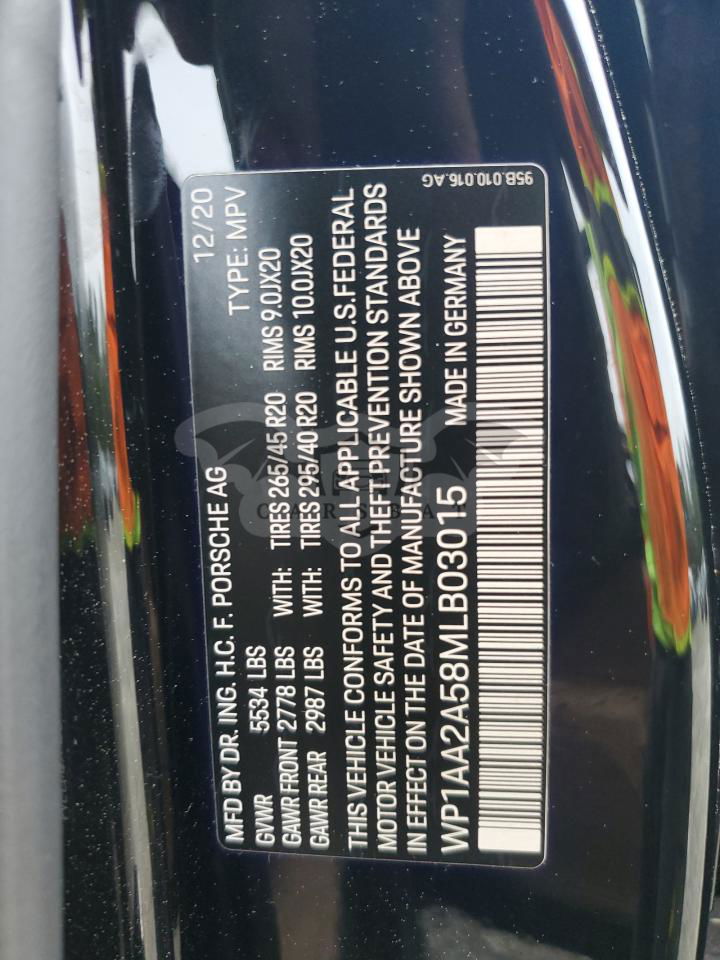 MFD BY DR. ING. H.C. F. PORSCHE AG 12/20
GVWR 5534 LBS TYPE: MPV
GAWR FRONT 2778 LBS WITH: TIRES 265/45 R20 RIMS 9.0JX20
GAWR REAR 2987 LBS WITH: TIRES 295/40 R20 RIMS 10.0JX20
THIS VEHICLE CONFORMS TO ALL APPLICABLE U.S. FEDERAL
MOTOR VEHICLE SAFETY AND THEFT PREVENTION STANDARDS
IN EFFECT ON THE DATE OF MANUFACTURE SHOWN ABOVE
WP1AA2A58MLB03015 MADE IN GERMANY
95B.010.016.AG
CARSBAT